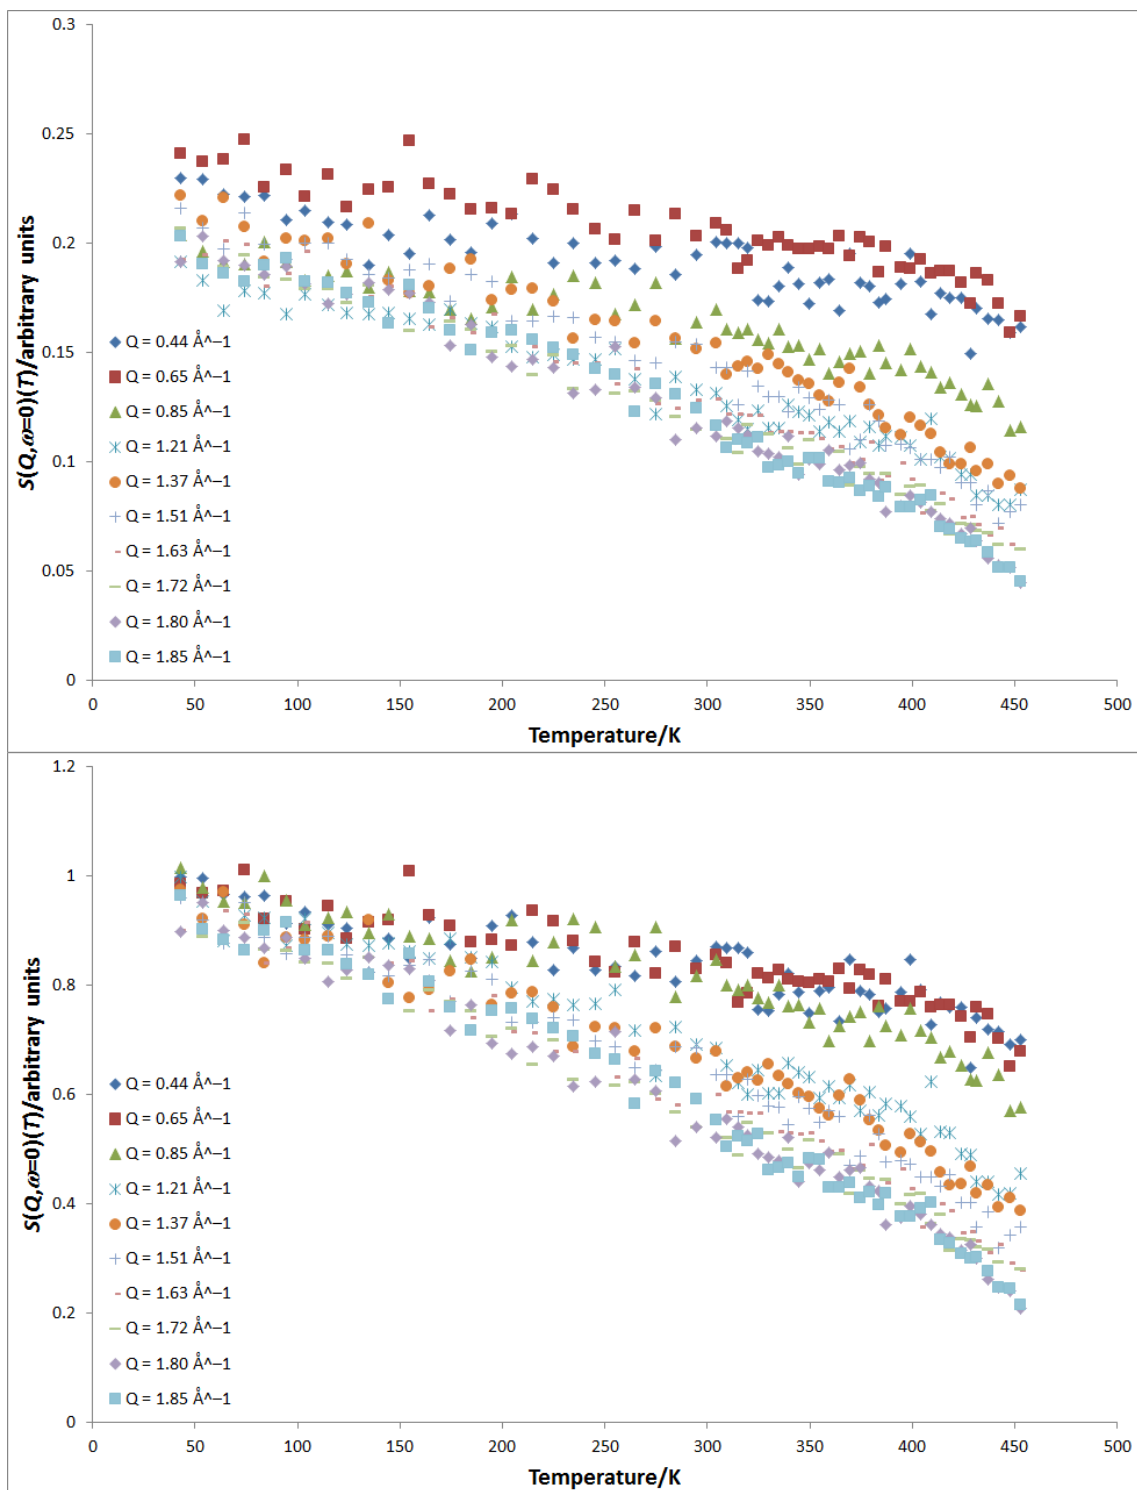 0.3
0.25
0.2
0.15
0.1
0.05
0
S(Q,ω=0)(T)/arbitrary units
Q = 0.44 Å^−1
Q = 0.65 Å^−1
Q = 0.85 Å^−1
Q = 1.21 Å^−1
Q = 1.37 Å^−1
Q = 1.51 Å^−1
Q = 1.63 Å^−1
Q = 1.72 Å^−1
Q = 1.80 Å^−1
Q = 1.85 Å^−1
0 50 100 150 200 250 300 350 400 450 500
Temperature/K
1.2
1
0.8
0.6
0.4
0.2
0
S(Q,ω=0)(T)/arbitrary units
Q = 0.44 Å^−1
Q = 0.65 Å^−1
Q = 0.85 Å^−1
Q = 1.21 Å^−1
Q = 1.37 Å^−1
Q = 1.51 Å^−1
Q = 1.63 Å^−1
Q = 1.72 Å^−1
Q = 1.80 Å^−1
Q = 1.85 Å^−1
0 50 100 150 200 250 300 350 400 450 500
Temperature/K